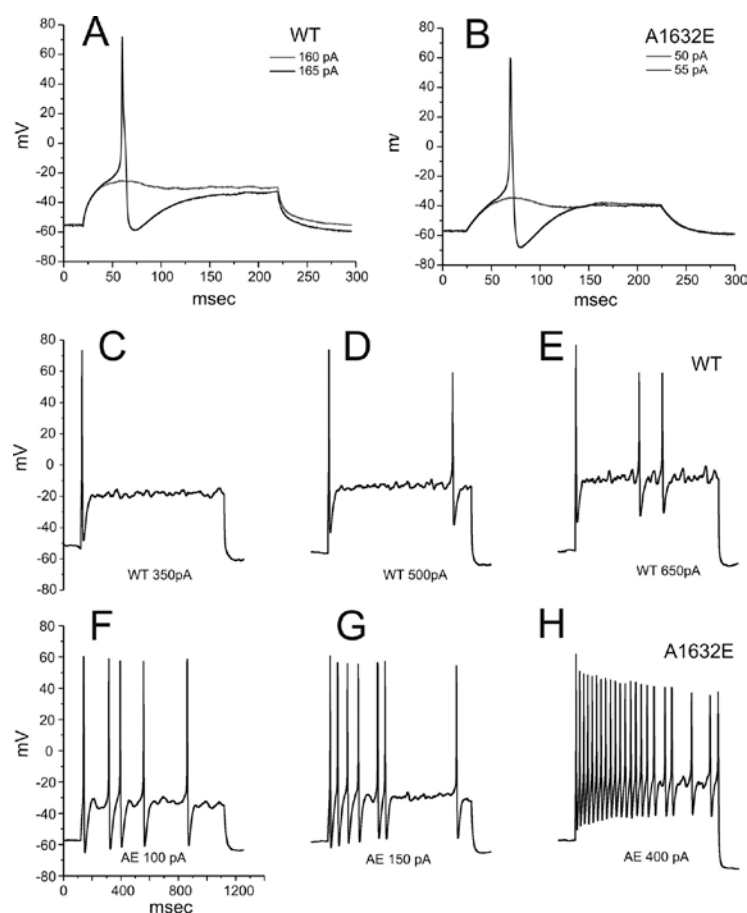 A
WT
160 pA
165 pA
80
60
40
20
0
-20
-40
-60
-80
mV
0 50 100 150 200 250 300
msec
B
A1632E
50 pA
55 pA
80
60
40
20
0
-20
-40
-60
-80
mV
0 50 100 150 200 250 300
msec
C
D
E
WT
80
60
40
20
0
-20
-40
-60
-80
mV
WT 350pA
WT 500pA
WT 650pA
F
G
H
A1632E
80
60
40
20
0
-20
-40
-60
-80
mV
AE 100 pA
AE 150 pA
AE 400 pA
0 400 800 1200
msec